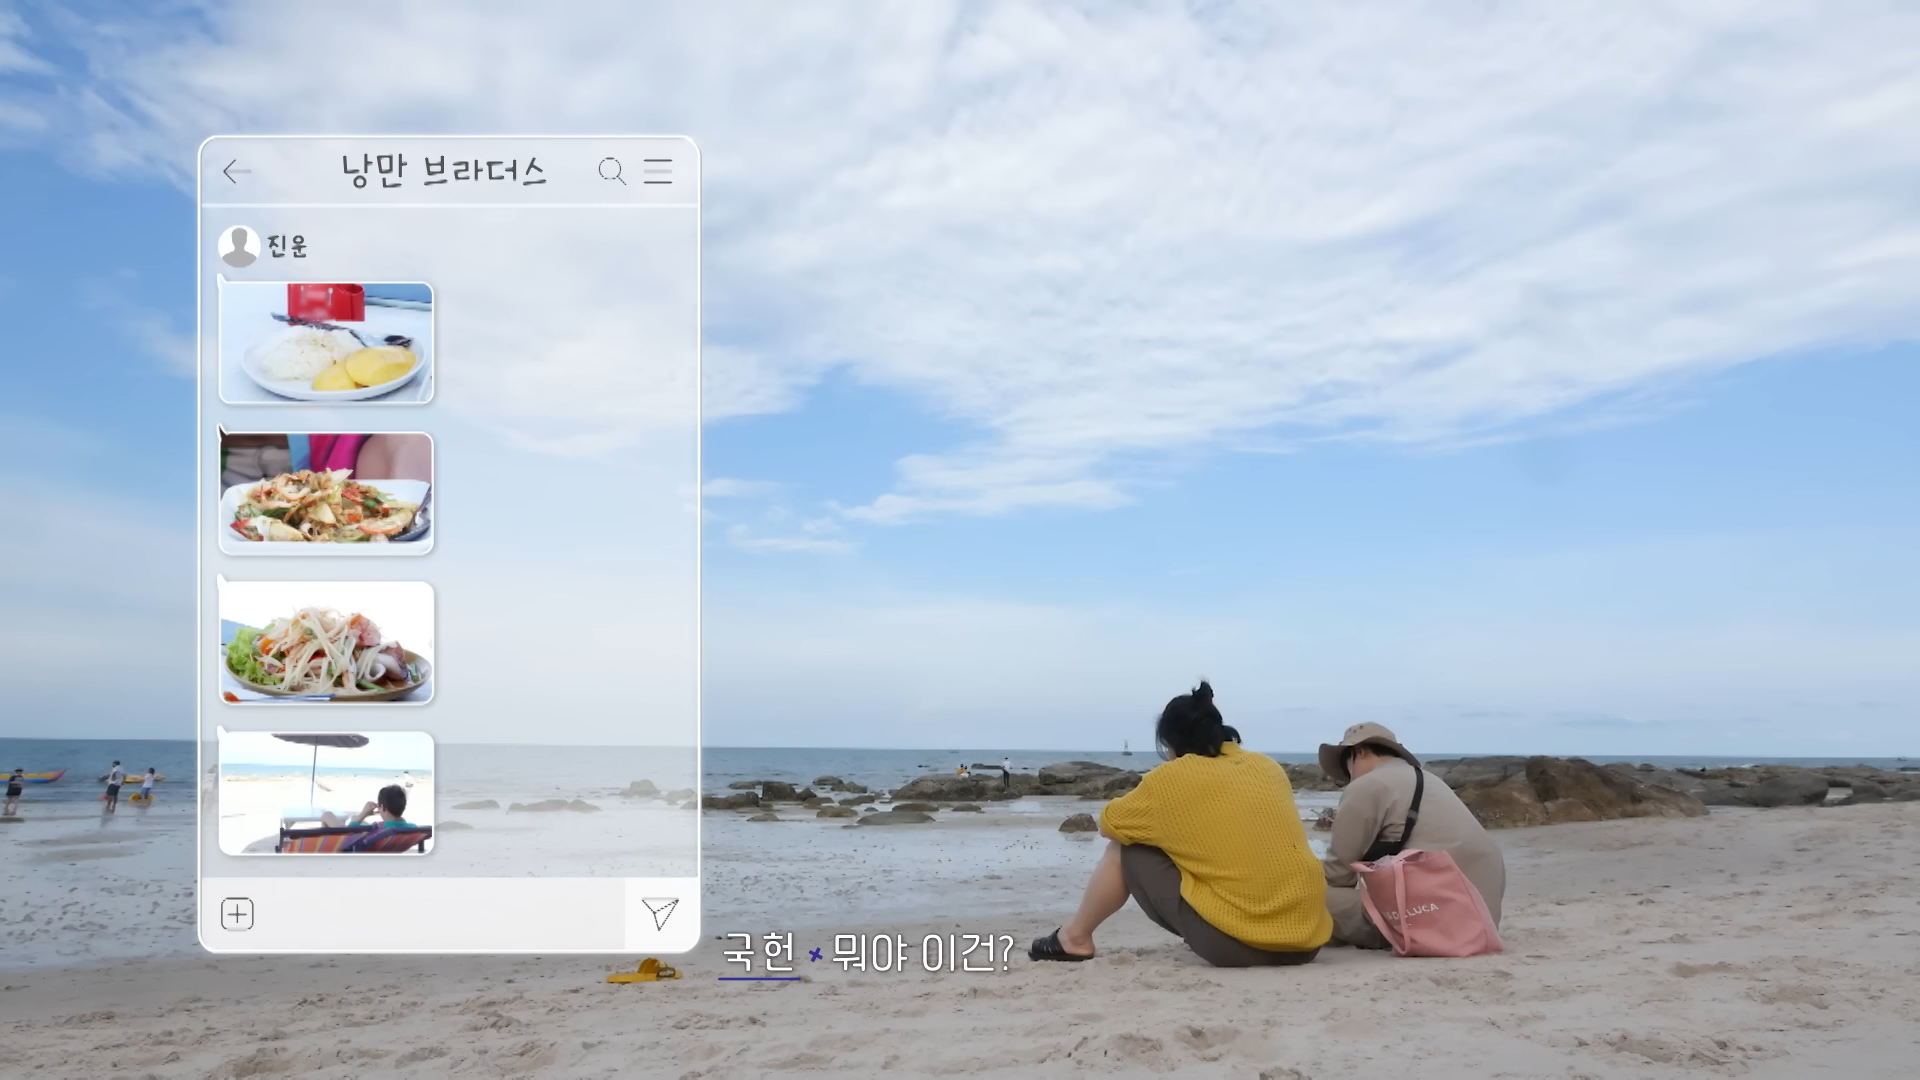 낭만 브라더스
진운
국헌 × 뭐야 이건?